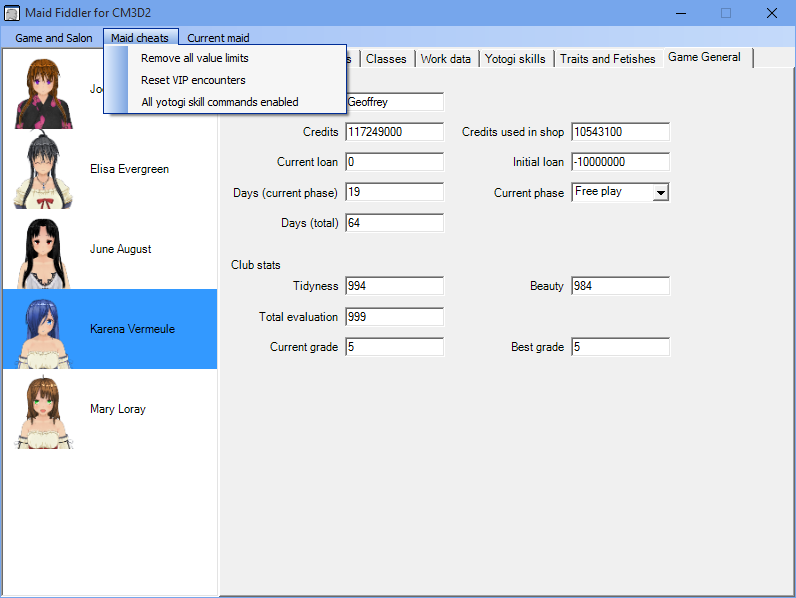 Maid Fiddler for CM3D2
Game and Salon Maid cheats Current maid
Remove all value limits
Reset VIP encounters
All yotogi skill commands enabled
Classes Work data Yotogi skills Traits and Fetishes Game General
Elisa Evergreen
June August
Karena Vermeule
Mary Loray
Geoffrey
Credits 117249000 Credits used in shop 10543100
Current loan 0 Initial loan -10000000
Days (current phase) 19 Current phase Free play
Days (total) 64
Club stats
Tidyness 994 Beauty 984
Total evaluation 999
Current grade 5 Best grade 5